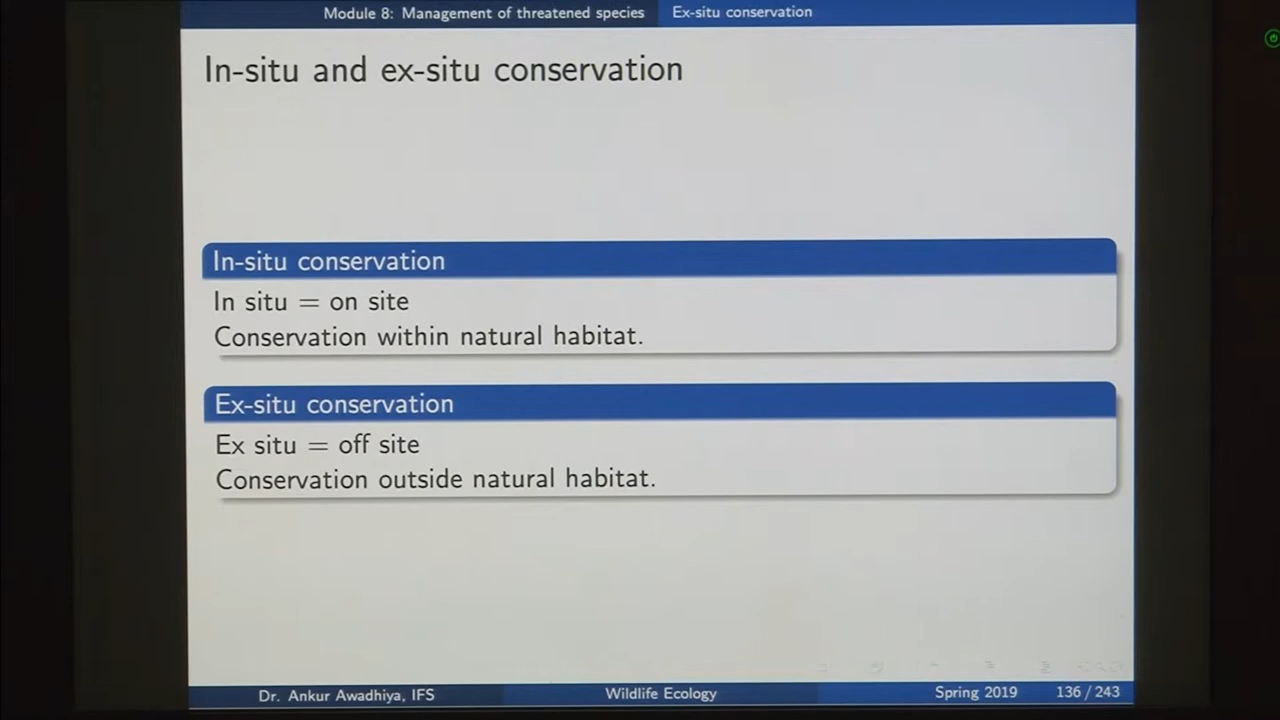 Module 8: Management of threatened species Ex-situ conservation
In-situ and ex-situ conservation
In-situ conservation
In situ = on site
Conservation within natural habitat.
Ex-situ conservation
Ex situ = off site
Conservation outside natural habitat.
Dr. Ankur Awadhiya, IFS Wildlife Ecology Spring 2019 136 / 243